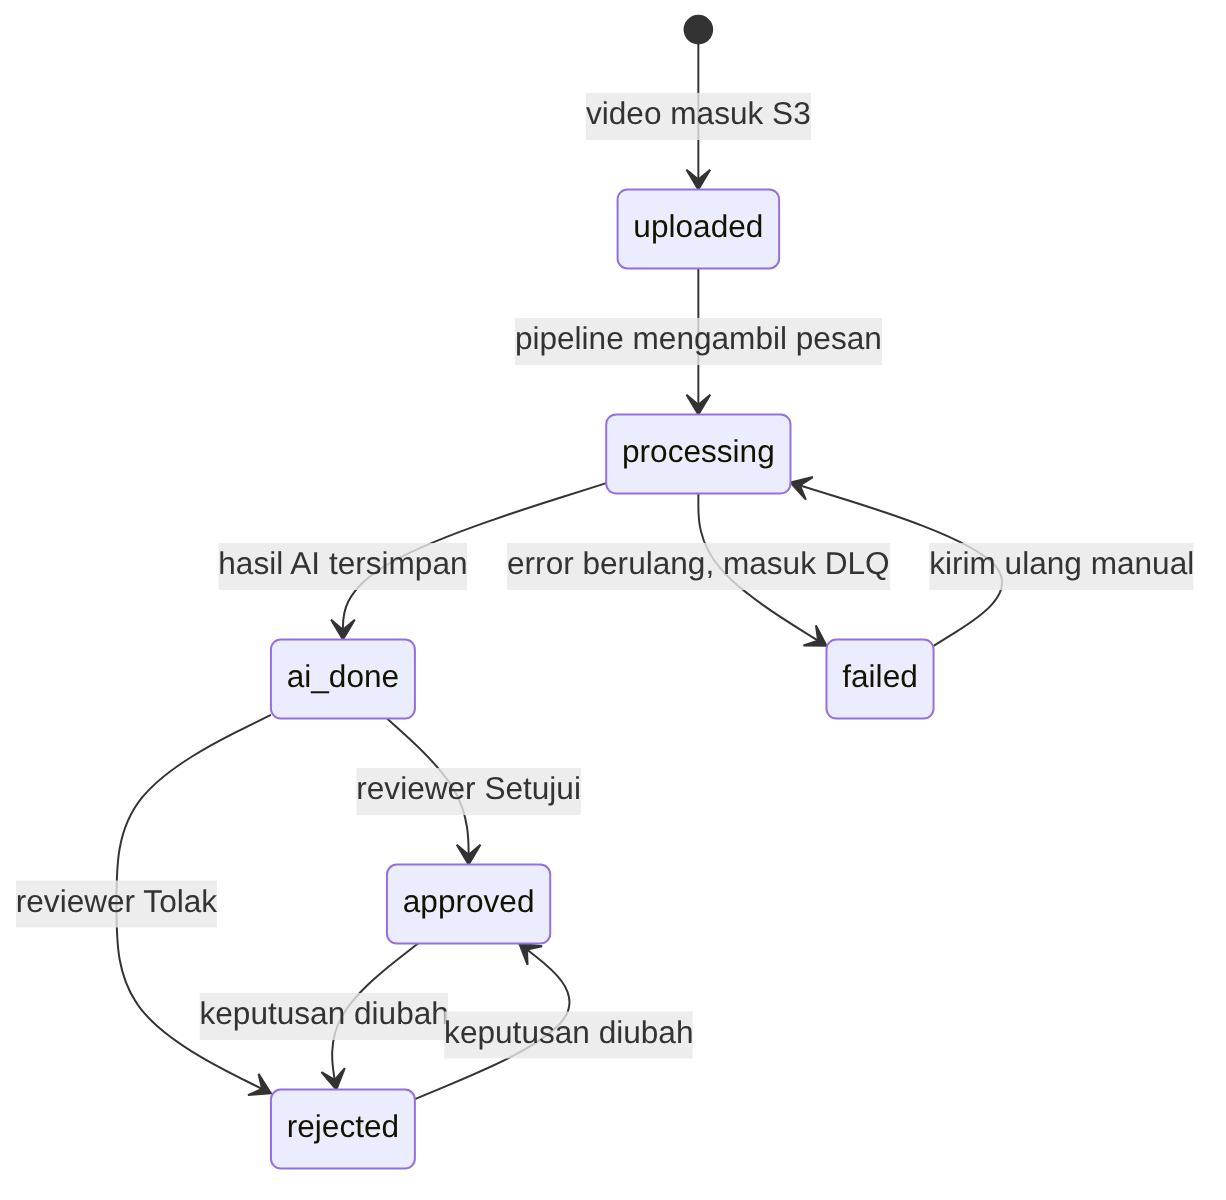 video masuk S3
uploaded
pipeline mengambil pesan
processing
hasil AI tersimpan
error berulang, masuk DLQ
kirim ulang manual
ai_done
failed
reviewer Setujui
reviewer Tolak
approved
keputusan diubah
keputusan diubah
rejected